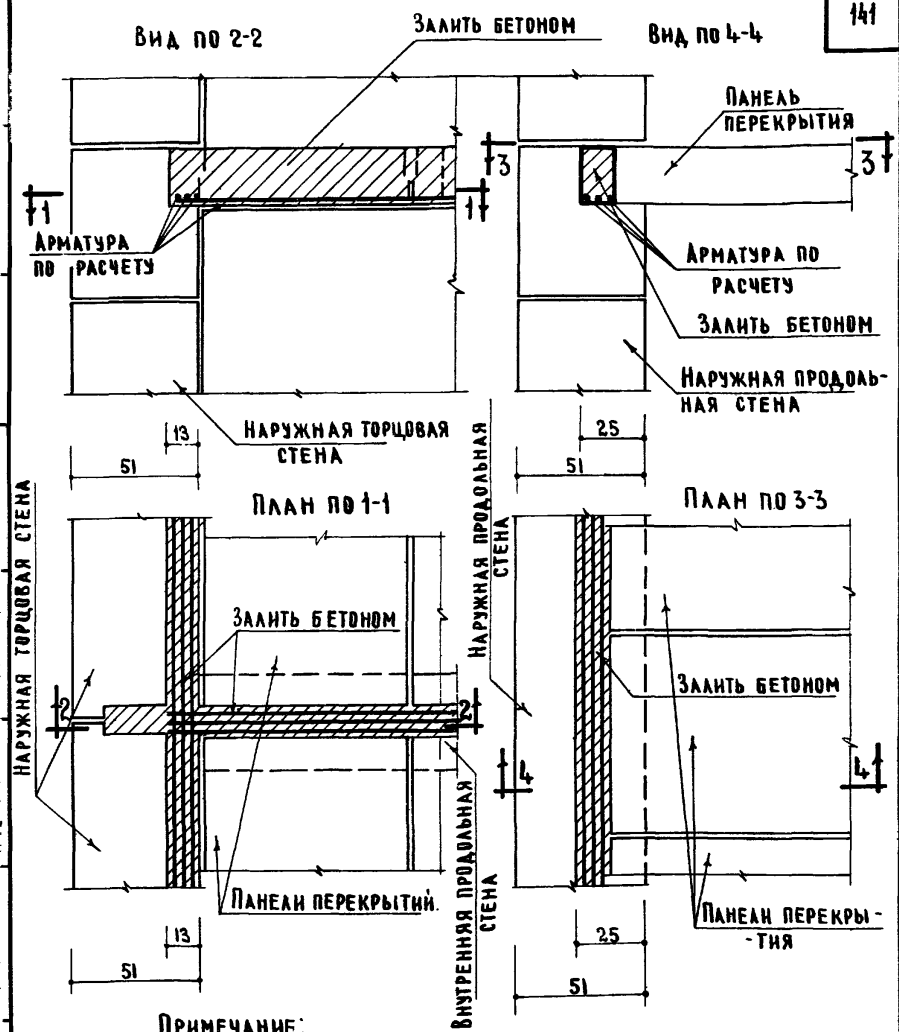 141
Вид по 2-2
Залить бетоном
Вид по 4-4
Панель
перекрытия
3
3
1
1
Арматура
по расчету
Арматура по
расчету
Залить бетоном
Наружная продоль-
ная стена
13
Наружная торцовая
стена
51
25
51
Наружная торцовая стена
План по 1-1
Наружная продольная
стена
План по 3-3
Залить бетоном
Залить бетоном
2
2
4
4
Внутренняя продольная
стена
Панели перекрытий.
Панели перекры-
-тия
13
51
25
51
Примечание: